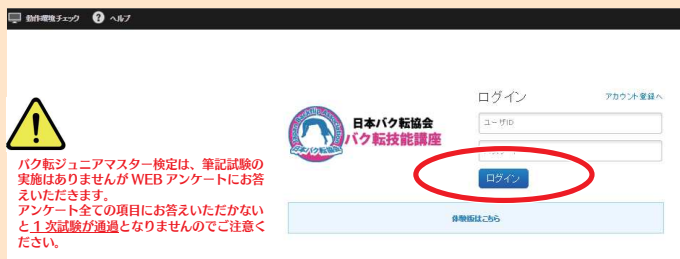 動作環境チェック ヘルプ
ログイン
アカウント登録へ
ユーザID
日本バク転協会
バク転技能講座
ログイン
体験版はこちら
バク転ジュニアマスター検定は、筆記試験の
実施はありませんが WEB アンケートにお答
えいただきます。
アンケート全ての項目にお答えいただかない
と 1 次試験が通過となりませんのでご注意く
ださい。